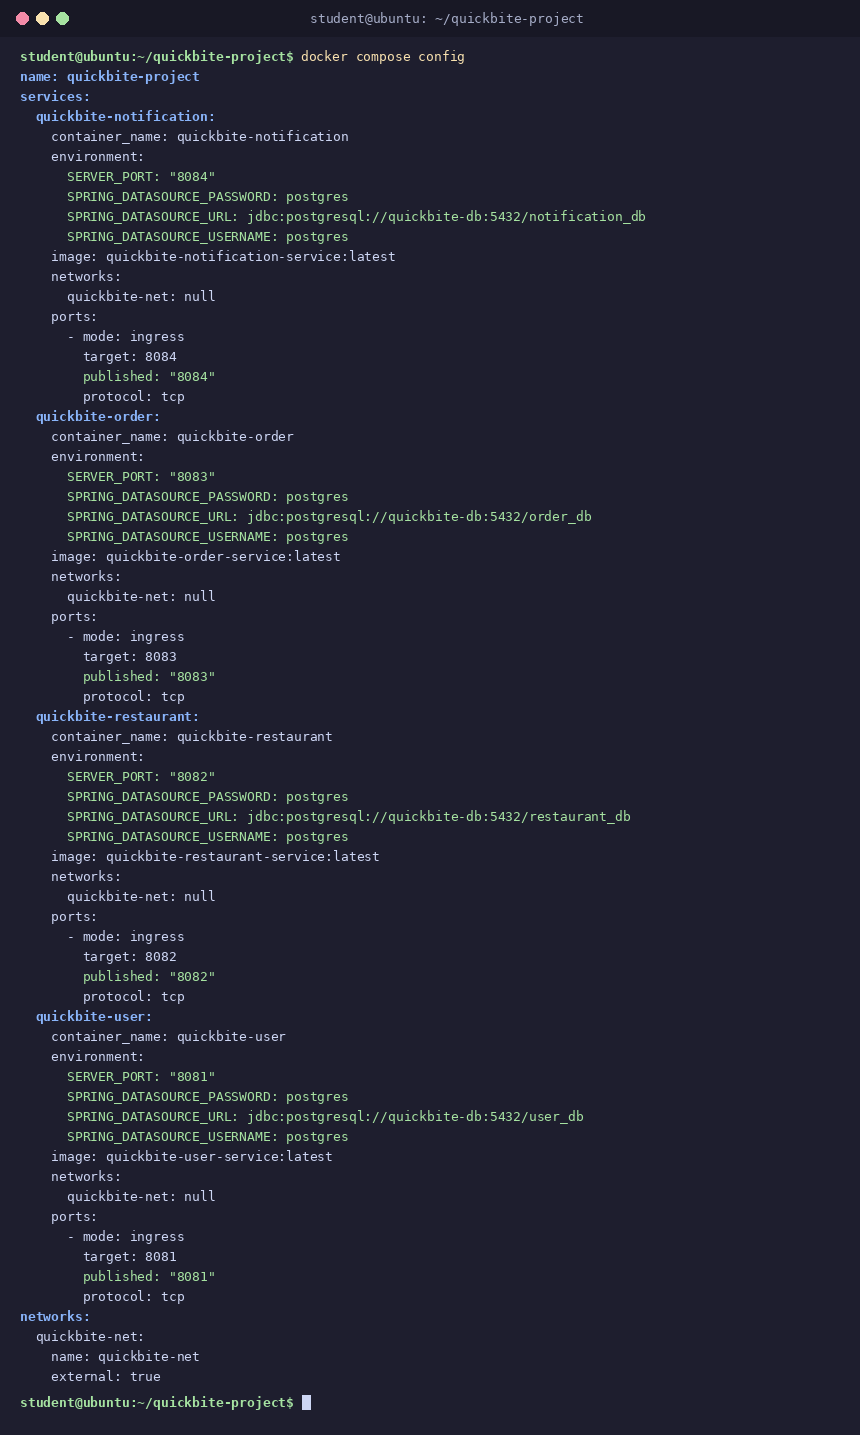 student@ubuntu: ~/quickbite-project
student@ubuntu:~/quickbite-project$ docker compose config
name: quickbite-project
services:
  quickbite-notification:
    container_name: quickbite-notification
    environment:
      SERVER_PORT: "8084"
      SPRING_DATASOURCE_PASSWORD: postgres
      SPRING_DATASOURCE_URL: jdbc:postgresql://quickbite-db:5432/notification_db
      SPRING_DATASOURCE_USERNAME: postgres
    image: quickbite-notification-service:latest
    networks:
      quickbite-net: null
    ports:
      - mode: ingress
        target: 8084
        published: "8084"
        protocol: tcp
  quickbite-order:
    container_name: quickbite-order
    environment:
      SERVER_PORT: "8083"
      SPRING_DATASOURCE_PASSWORD: postgres
      SPRING_DATASOURCE_URL: jdbc:postgresql://quickbite-db:5432/order_db
      SPRING_DATASOURCE_USERNAME: postgres
    image: quickbite-order-service:latest
    networks:
      quickbite-net: null
    ports:
      - mode: ingress
        target: 8083
        published: "8083"
        protocol: tcp
  quickbite-restaurant:
    container_name: quickbite-restaurant
    environment:
      SERVER_PORT: "8082"
      SPRING_DATASOURCE_PASSWORD: postgres
      SPRING_DATASOURCE_URL: jdbc:postgresql://quickbite-db:5432/restaurant_db
      SPRING_DATASOURCE_USERNAME: postgres
    image: quickbite-restaurant-service:latest
    networks:
      quickbite-net: null
    ports:
      - mode: ingress
        target: 8082
        published: "8082"
        protocol: tcp
  quickbite-user:
    container_name: quickbite-user
    environment:
      SERVER_PORT: "8081"
      SPRING_DATASOURCE_PASSWORD: postgres
      SPRING_DATASOURCE_URL: jdbc:postgresql://quickbite-db:5432/user_db
      SPRING_DATASOURCE_USERNAME: postgres
    image: quickbite-user-service:latest
    networks:
      quickbite-net: null
    ports:
      - mode: ingress
        target: 8081
        published: "8081"
        protocol: tcp
networks:
  quickbite-net:
    name: quickbite-net
    external: true
student@ubuntu:~/quickbite-project$